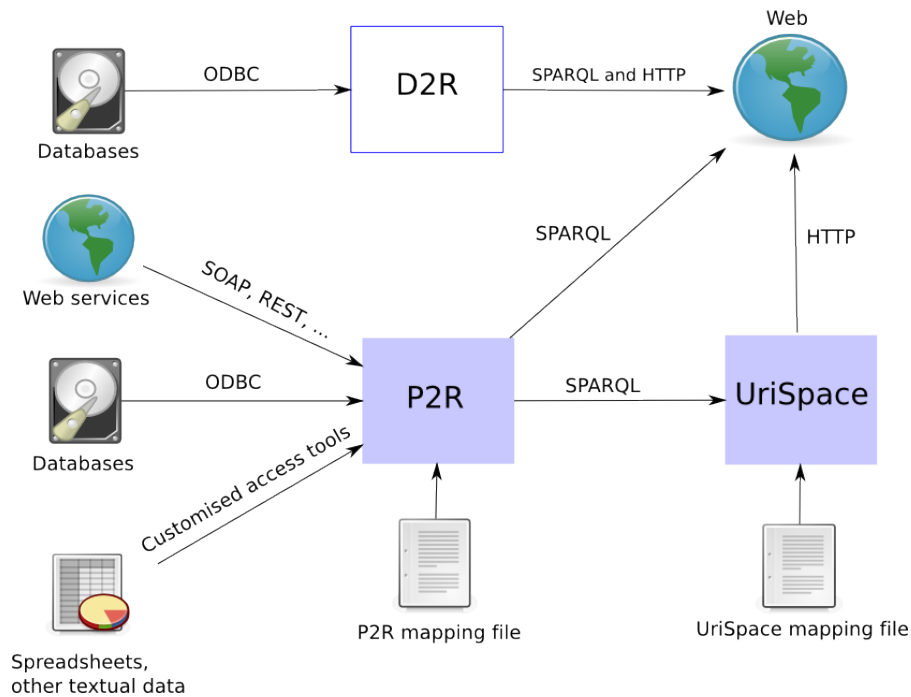 Web
ODBC
D2R
SPARQL and HTTP
Databases
SPARQL
HTTP
Web services
SOAP, REST, ...
ODBC
P2R
SPARQL
UriSpace
Databases
Customised access tools
P2R mapping file
UriSpace mapping file
Spreadsheets,
other textual data